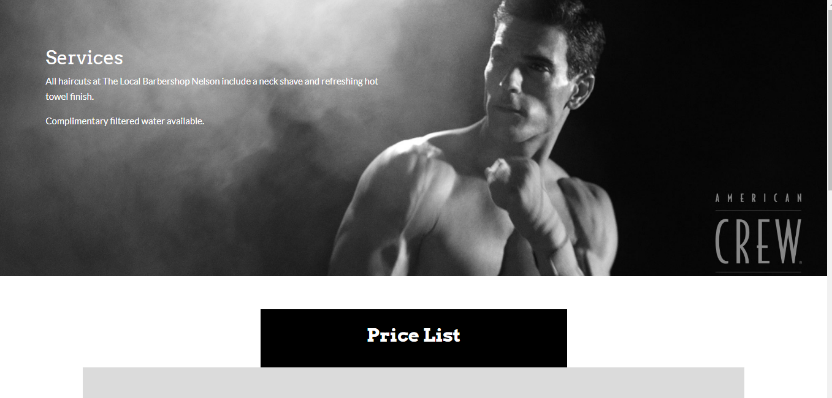 Services
All haircuts at The Local Barbershop Nelson include a neck shave and refreshing hot
towel finish.
Complimentary filtered water available.
AMERICAN
CREW
Price List